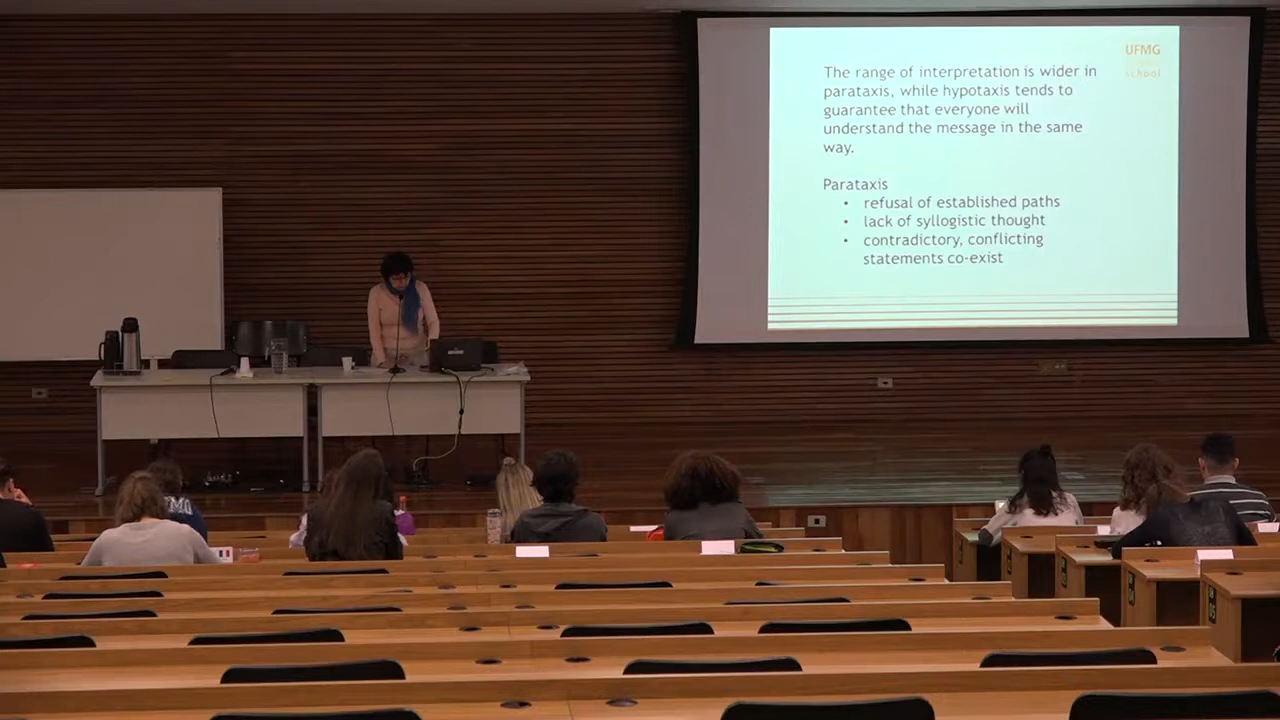 UFMG
school
The range of interpretation is wider in
parataxis, while hypotaxis tends to
guarantee that everyone will
understand the message in the same
way.
Parataxis
• refusal of established paths
• lack of syllogistic thought
• contradictory, conflicting
statements co-exist